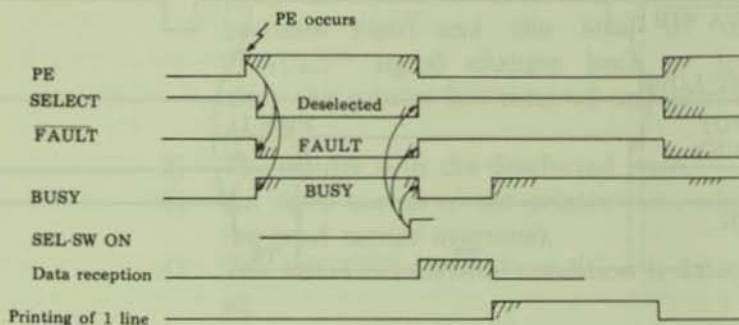 PE occurs
PE
SELECT
Deselected
FAULT
FAULT
BUSY
BUSY
SEL-SW ON
Data reception
Printing of 1 line